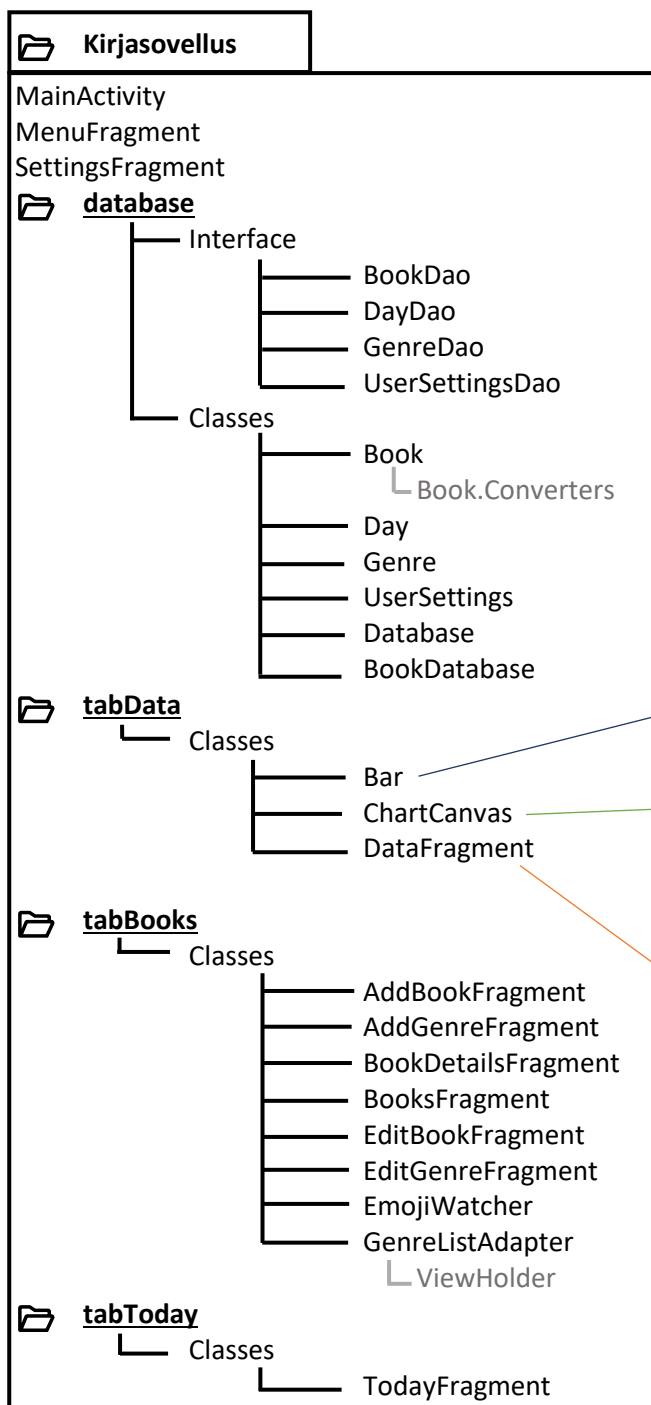 Kirjasovellus
MainActivity
MenuFragment
SettingsFragment
database
Interface
BookDao
DayDao
GenreDao
UserSettingsDao
Classes
Book
Book.Converters
Day
Genre
UserSettings
Database
BookDatabase
tabData
Classes
Bar
ChartCanvas
DataFragment
tabBooks
Classes
AddBookFragment
AddGenreFragment
BookDetailsFragment
BooksFragment
EditBookFragment
EditGenreFragment
EmojiWatcher
GenreListAdapter
ViewHolder
tabToday
Classes
TodayFragment